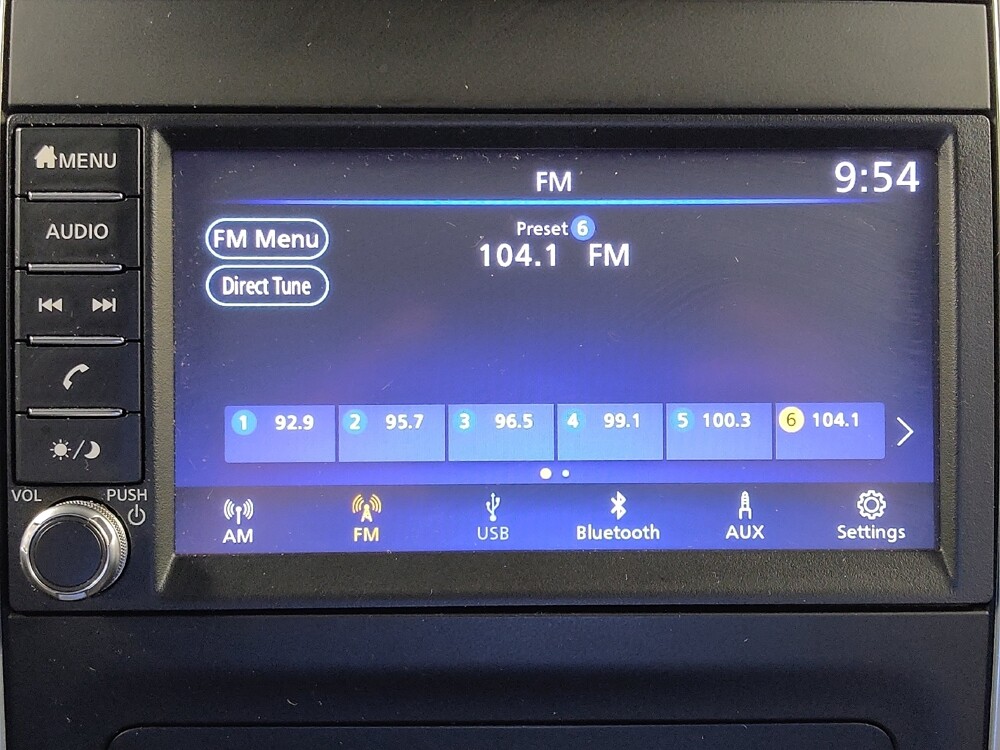 MENU
AUDIO
VOL PUSH
FM
9:54
FM Menu
Direct Tune
Preset 6
104.1 FM
1 92.9 2 95.7 3 96.5 4 99.1 5 100.3 6 104.1
AM FM USB Bluetooth AUX Settings